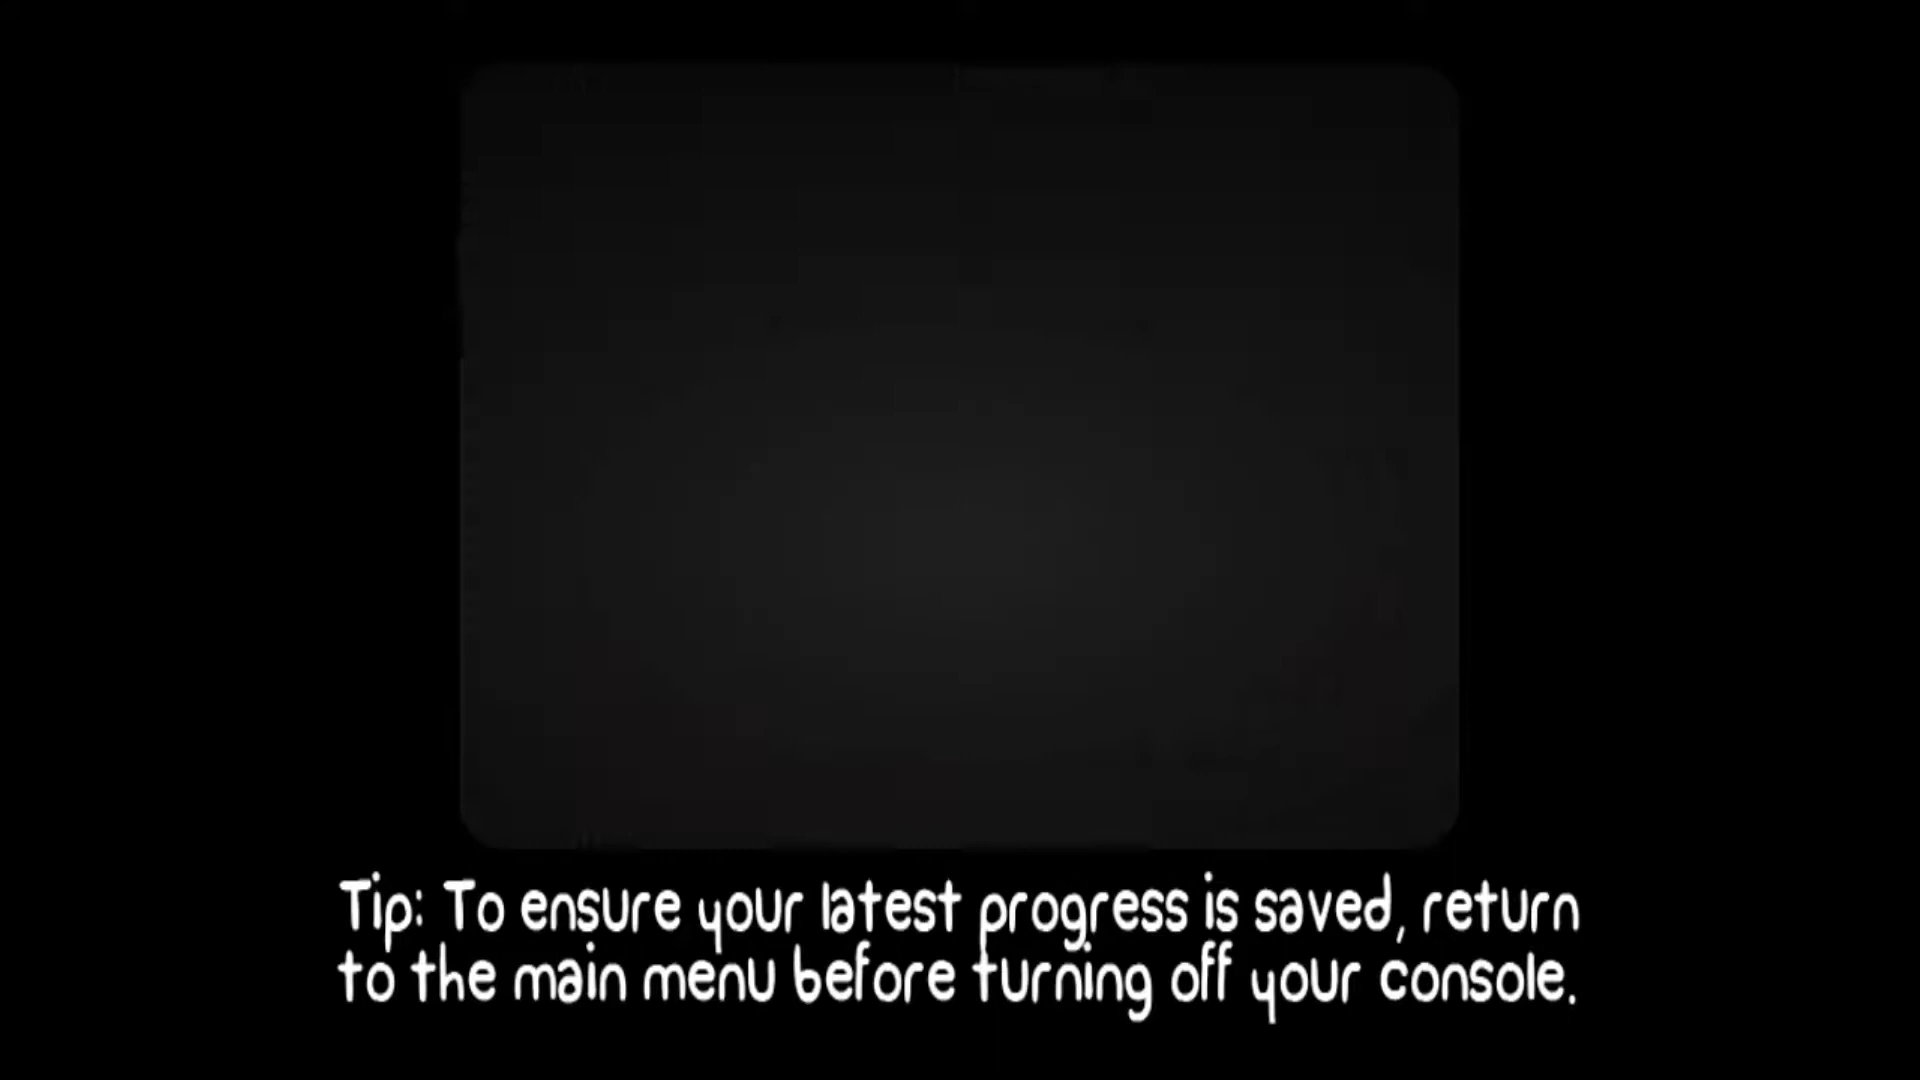 Tip: To ensure your latest progress is saved, return
to the main menu before turning off your console.